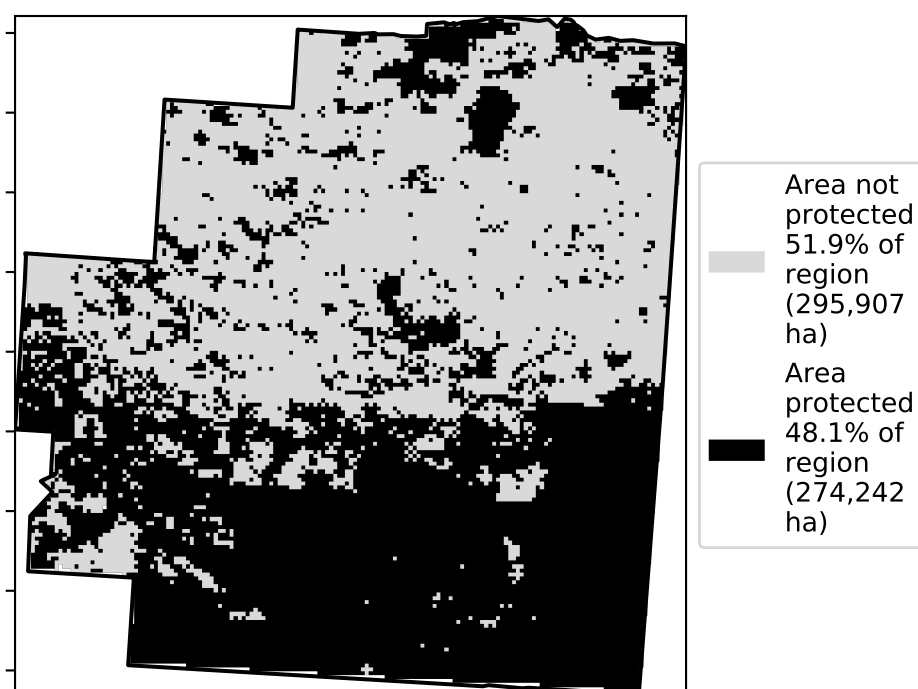 Area not
protected
51.9% of
region
(295,907
ha)
Area
protected
48.1% of
region
(274,242
ha)